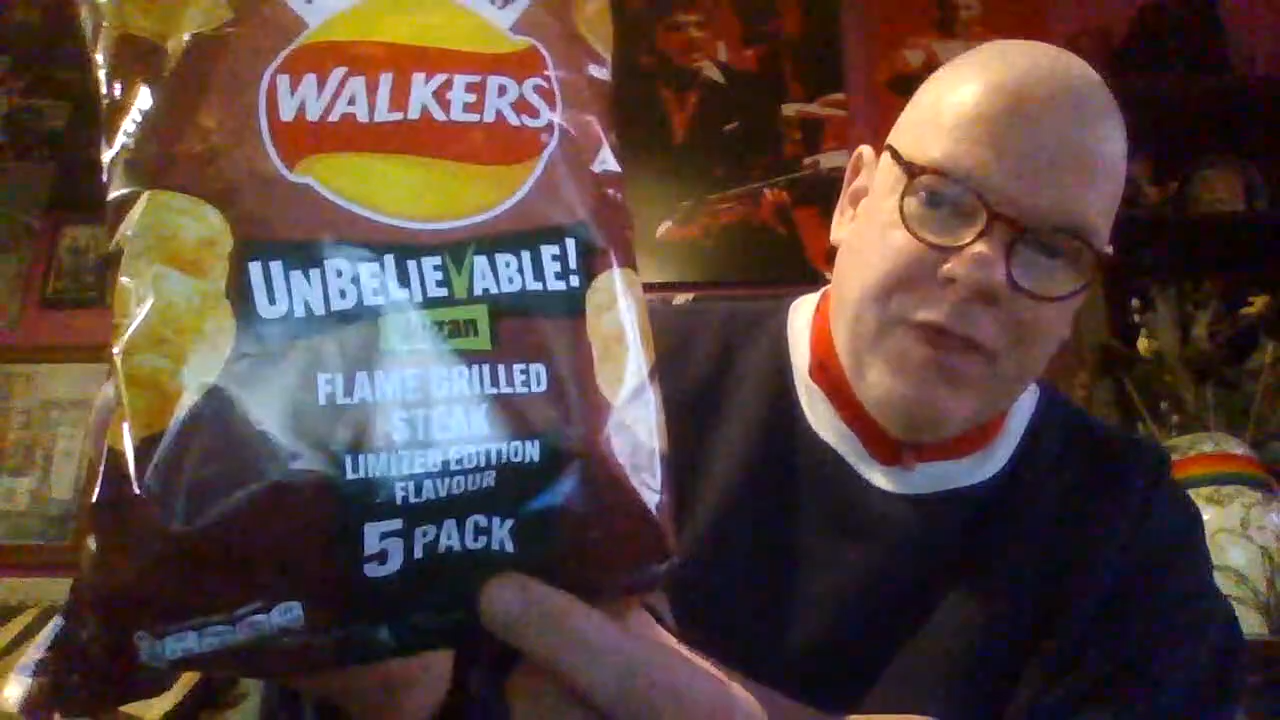 WALKERS
UNBELIEVABLE!
FLAME GRILLED
STEAK
LIMITED EDITION
FLAVOUR
5 PACK